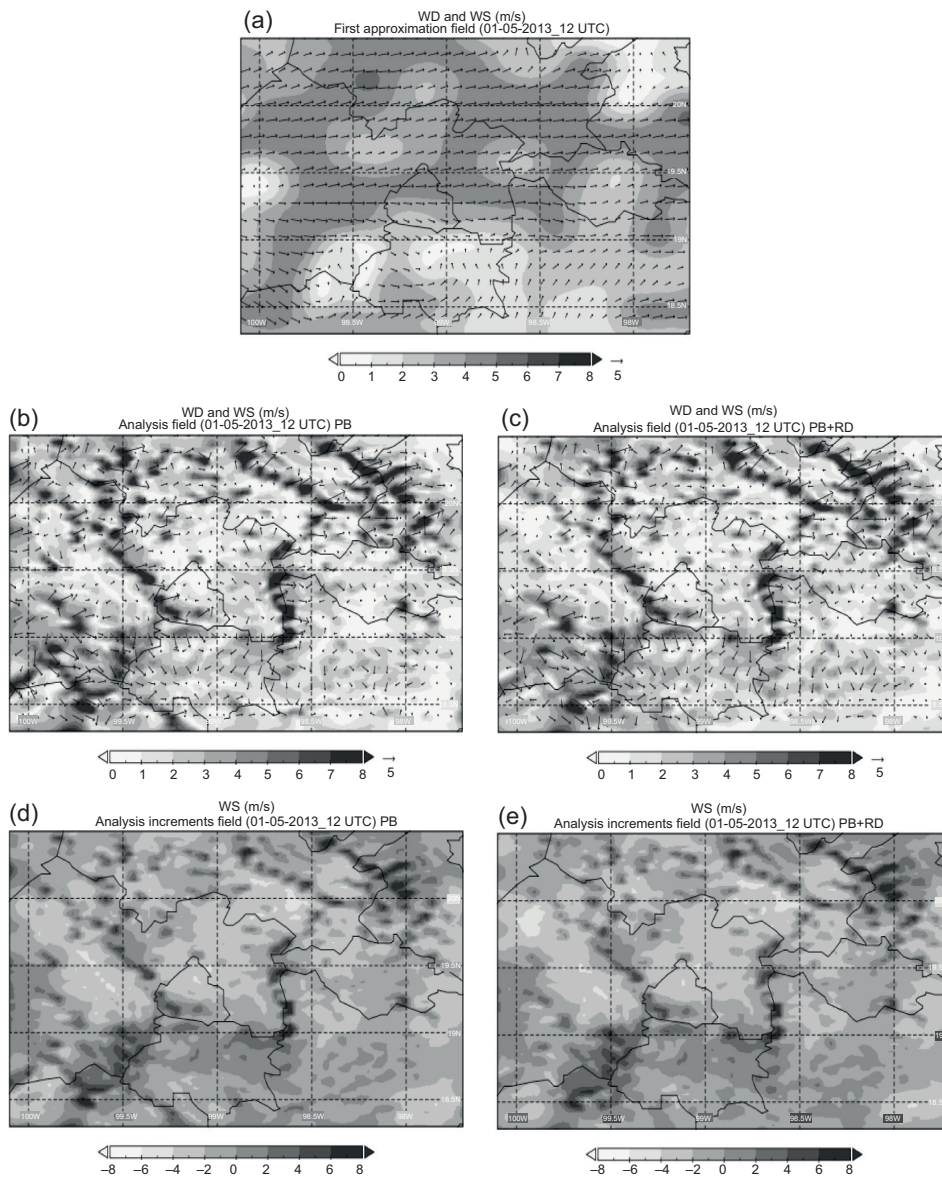 (a)
WD and WS (m/s)
First approximation field (01-05-2013_12 UTC)
20N
19.5N
19N
18.5N
100W 99.5W 99W 98.5W 98W
0 1 2 3 4 5 6 7 8 5
(b)
WD and WS (m/s)
Analysis field (01-05-2013_12 UTC) PB
100W 99.5W 99W 98.5W 98W
0 1 2 3 4 5 6 7 8 5
(c)
WD and WS (m/s)
Analysis field (01-05-2013_12 UTC) PB+RD
100W 99.5W 99W 98.5W 98W
0 1 2 3 4 5 6 7 8 5
(d)
WS (m/s)
Analysis increments field (01-05-2013_12 UTC) PB
20N
19.5N
19N
18.5N
100W 99.5W 99W 98.5W 98W
–8 –6 –4 –2 0 2 4 6 8
(e)
WS (m/s)
Analysis increments field (01-05-2013_12 UTC) PB+RD
100W 99.5W 99W 98.5W 98W
–8 –6 –4 –2 0 2 4 6 8